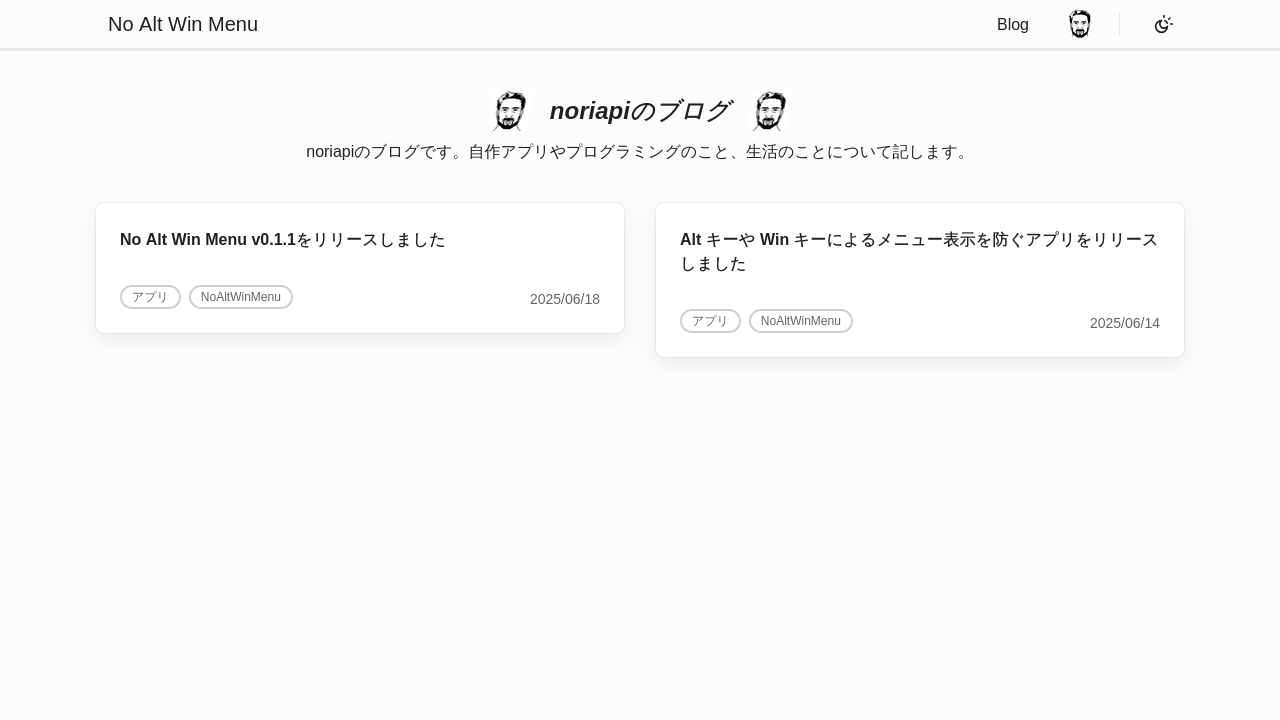 No Alt Win Menu
Blog
noriapiのブログ
noriapiのブログです。自作アプリやプログラミングのこと、生活のことについて記します。
No Alt Win Menu v0.1.1をリリースしました
アプリ
NoAltWinMenu
2025/06/18
Alt キーや Win キーによるメニュー表示を防ぐアプリをリリース
しました
アプリ
NoAltWinMenu
2025/06/14